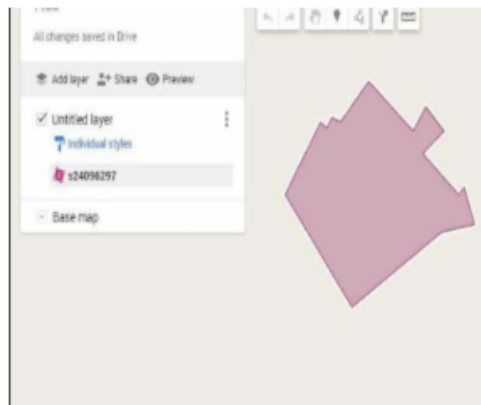 All changes saved in Drive
Add layer Share Preview
Untitled layer
Individual styles
s24096297
Base map